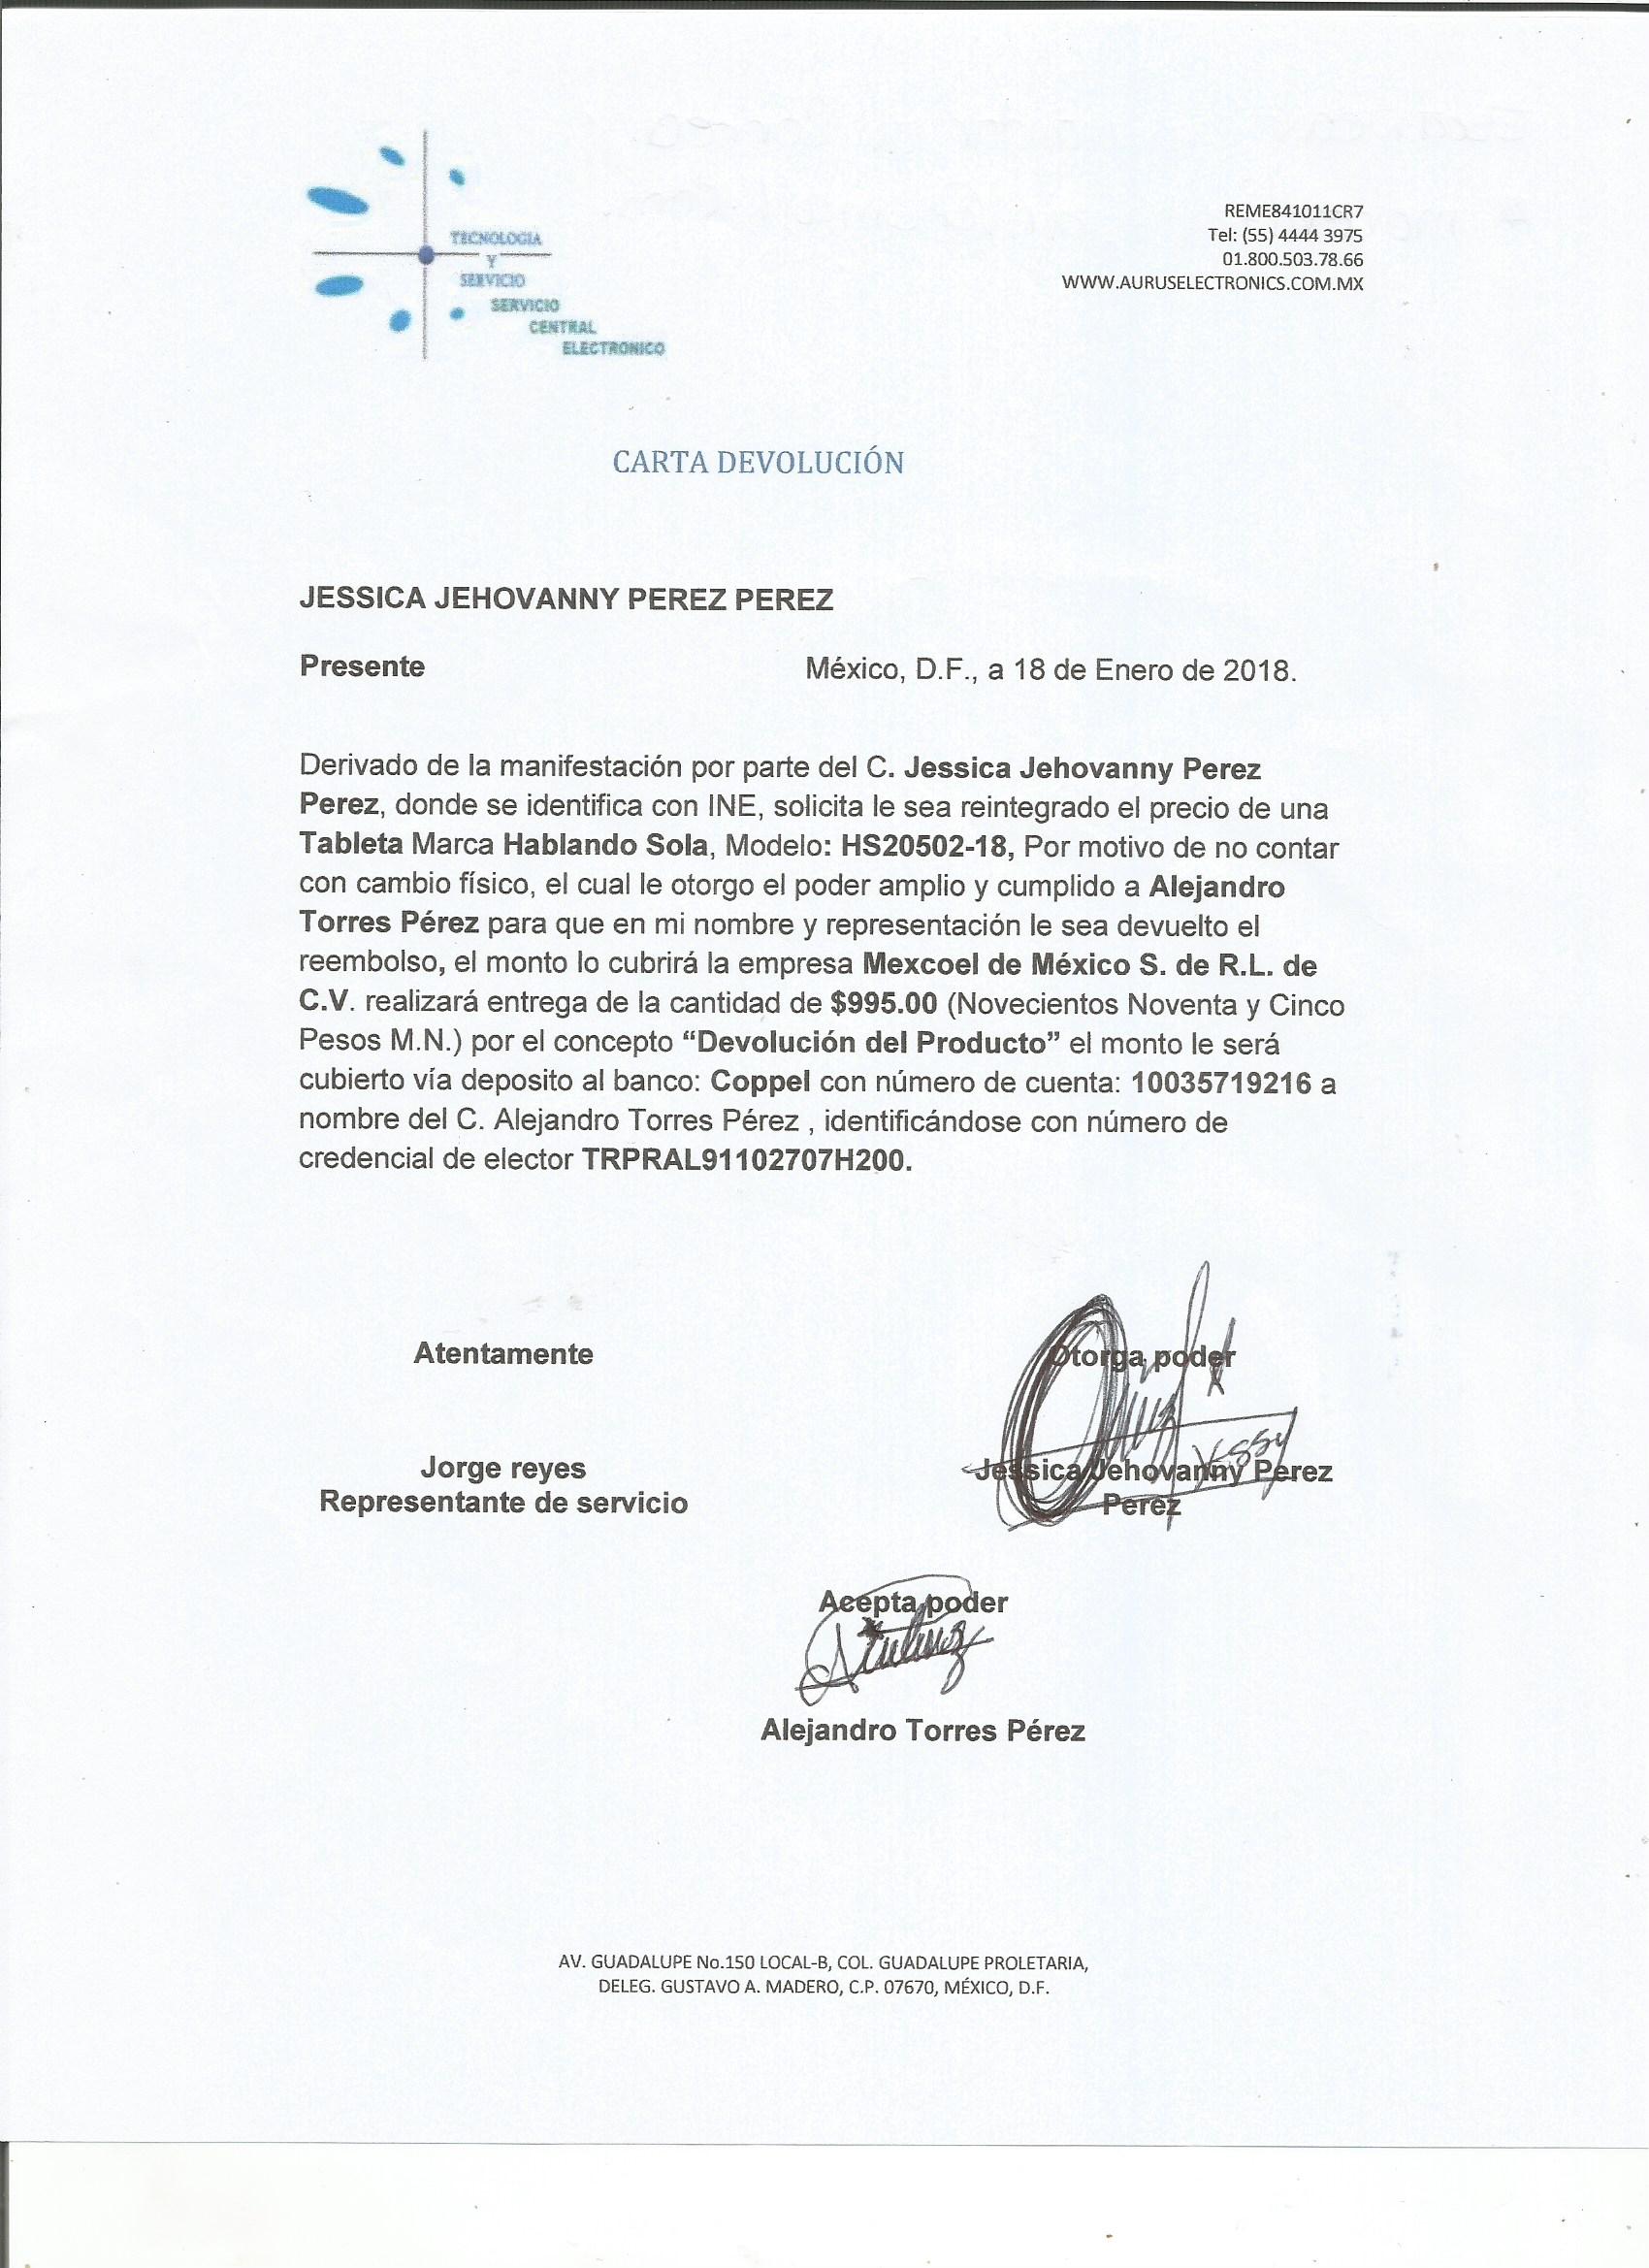 TECNOLOGIA
Y
SERVICIO
SERVICIO
CENTRAL
ELECTRONICO
REME841011CR7
Tel: (55) 4444 3975
01.800.503.78.66
WWW.AURUSELECTRONICS.COM.MX
CARTA DEVOLUCIÓN
JESSICA JEHOVANNY PEREZ PEREZ
Presente México, D.F., a 18 de Enero de 2018.
Derivado de la manifestación por parte del C. Jessica Jehovanny Perez
Perez, donde se identifica con INE, solicita le sea reintegrado el precio de una
Tableta Marca Hablando Sola, Modelo: HS20502-18, Por motivo de no contar
con cambio físico, el cual le otorgo el poder amplio y cumplido a Alejandro
Torres Pérez para que en mi nombre y representación le sea devuelto el
reembolso, el monto lo cubrirá la empresa Mexcoel de México S. de R.L. de
C.V. realizará entrega de la cantidad de $995.00 (Novecientos Noventa y Cinco
Pesos M.N.) por el concepto “Devolución del Producto” el monto le será
cubierto vía deposito al banco: Coppel con número de cuenta: 10035719216 a
nombre del C. Alejandro Torres Pérez , identificándose con número de
credencial de elector TRPRAL91102707H200.
Atentamente Otorga poder
Jorge reyes
Representante de servicio
Yessy
Jessica Jehovanny Perez
Perez
Acepta poder
Alejandro Torres Pérez
AV. GUADALUPE No.150 LOCAL-B, COL. GUADALUPE PROLETARIA,
DELEG. GUSTAVO A. MADERO, C.P. 07670, MÉXICO, D.F.